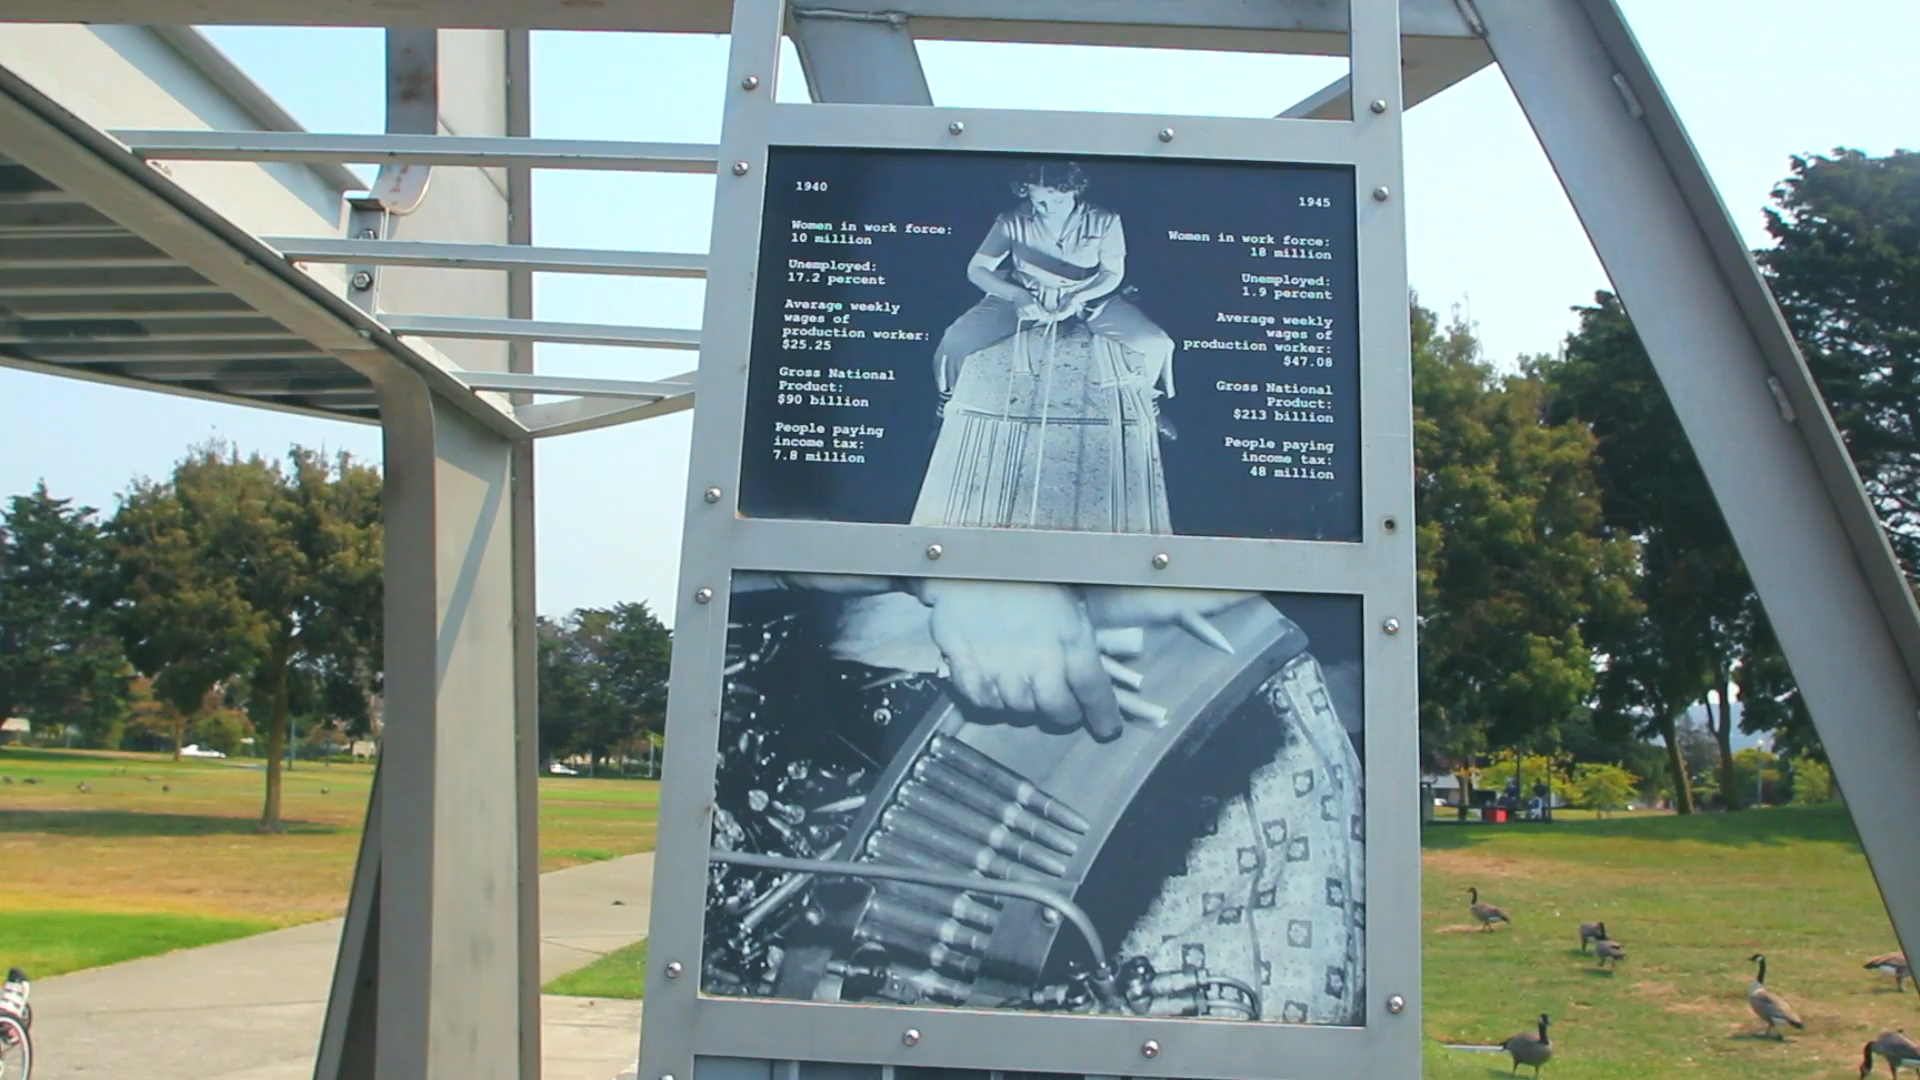 1940
Women in work force:
10 million
Unemployed:
17.2 percent
Average weekly
wages of
production worker:
$25.25
Gross National
Product:
$90 billion
People paying
income tax:
7.8 million
1945
Women in work force:
18 million
Unemployed:
1.9 percent
Average weekly
wages of
production worker:
$47.08
Gross National
Product:
$213 billion
People paying
income tax:
48 million